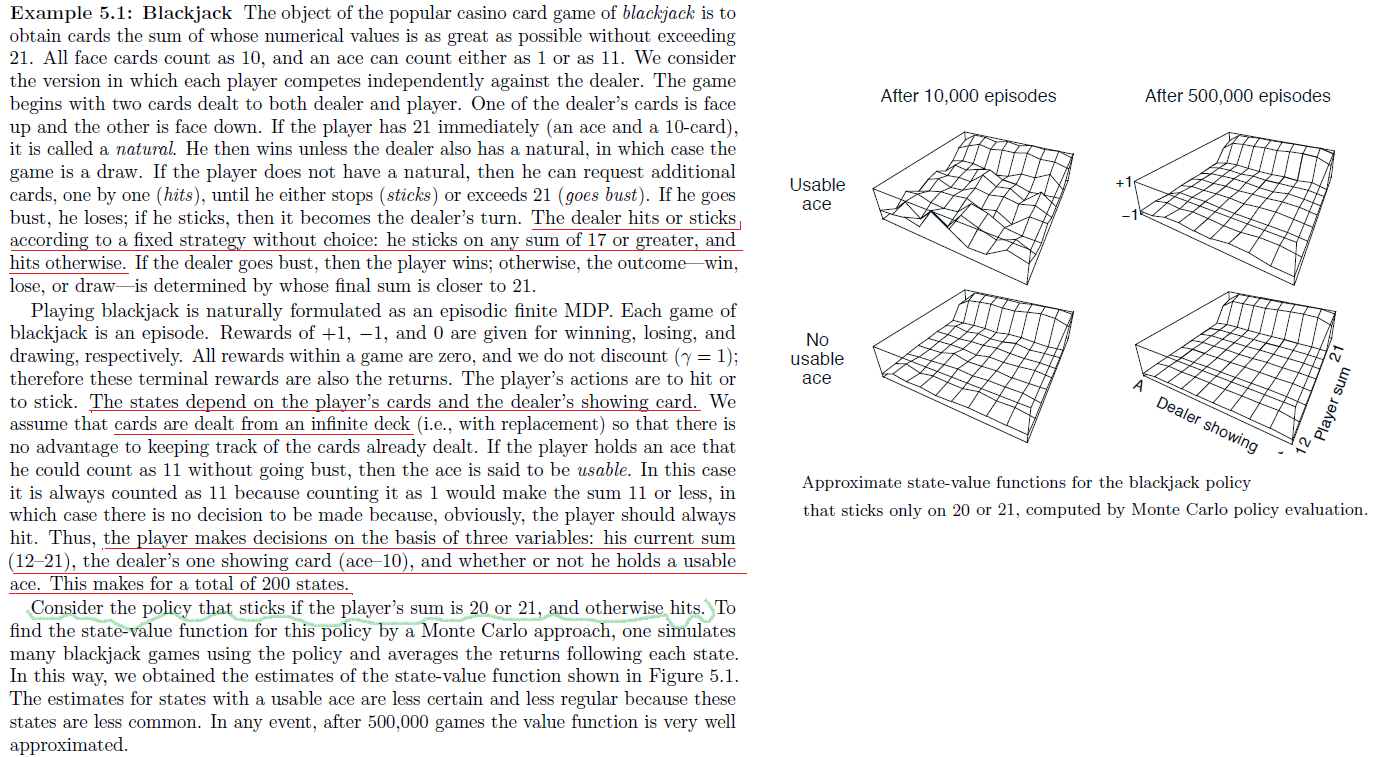 Example 5.1: Blackjack The object of the popular casino card game of blackjack is to
obtain cards the sum of whose numerical values is as great as possible without exceeding
21. All face cards count as 10, and an ace can count either as 1 or as 11. We consider
the version in which each player competes independently against the dealer. The game
begins with two cards dealt to both dealer and player. One of the dealer's cards is face
up and the other is face down. If the player has 21 immediately (an ace and a 10-card),
it is called a natural. He then wins unless the dealer also has a natural, in which case the
game is a draw. If the player does not have a natural, then he can request additional
cards, one by one (hits), until he either stops (sticks) or exceeds 21 (goes bust). If he goes
bust, he loses; if he sticks, then it becomes the dealer's turn. The dealer hits or sticks
according to a fixed strategy without choice: he sticks on any sum of 17 or greater, and
hits otherwise. If the dealer goes bust, then the player wins; otherwise, the outcome—win,
lose, or draw—is determined by whose final sum is closer to 21.
Playing blackjack is naturally formulated as an episodic finite MDP. Each game of
blackjack is an episode. Rewards of +1, −1, and 0 are given for winning, losing, and
drawing, respectively. All rewards within a game are zero, and we do not discount (γ = 1);
therefore these terminal rewards are also the returns. The player's actions are to hit or
to stick. The states depend on the player's cards and the dealer's showing card. We
assume that cards are dealt from an infinite deck (i.e., with replacement) so that there is
no advantage to keeping track of the cards already dealt. If the player holds an ace that
he could count as 11 without going bust, then the ace is said to be usable. In this case
it is always counted as 11 because counting it as 1 would make the sum 11 or less, in
which case there is no decision to be made because, obviously, the player should always
hit. Thus, the player makes decisions on the basis of three variables: his current sum
(12–21), the dealer's one showing card (ace–10), and whether or not he holds a usable
ace. This makes for a total of 200 states.
Consider the policy that sticks if the player's sum is 20 or 21, and otherwise hits. To
find the state-value function for this policy by a Monte Carlo approach, one simulates
many blackjack games using the policy and averages the returns following each state.
In this way, we obtained the estimates of the state-value function shown in Figure 5.1.
The estimates for states with a usable ace are less certain and less regular because these
states are less common. In any event, after 500,000 games the value function is very well
approximated.
After 10,000 episodes
After 500,000 episodes
Usable
ace
+1
−1
No
usable
ace
A
Dealer showing
12
Player sum
21
Approximate state-value functions for the blackjack policy
that sticks only on 20 or 21, computed by Monte Carlo policy evaluation.